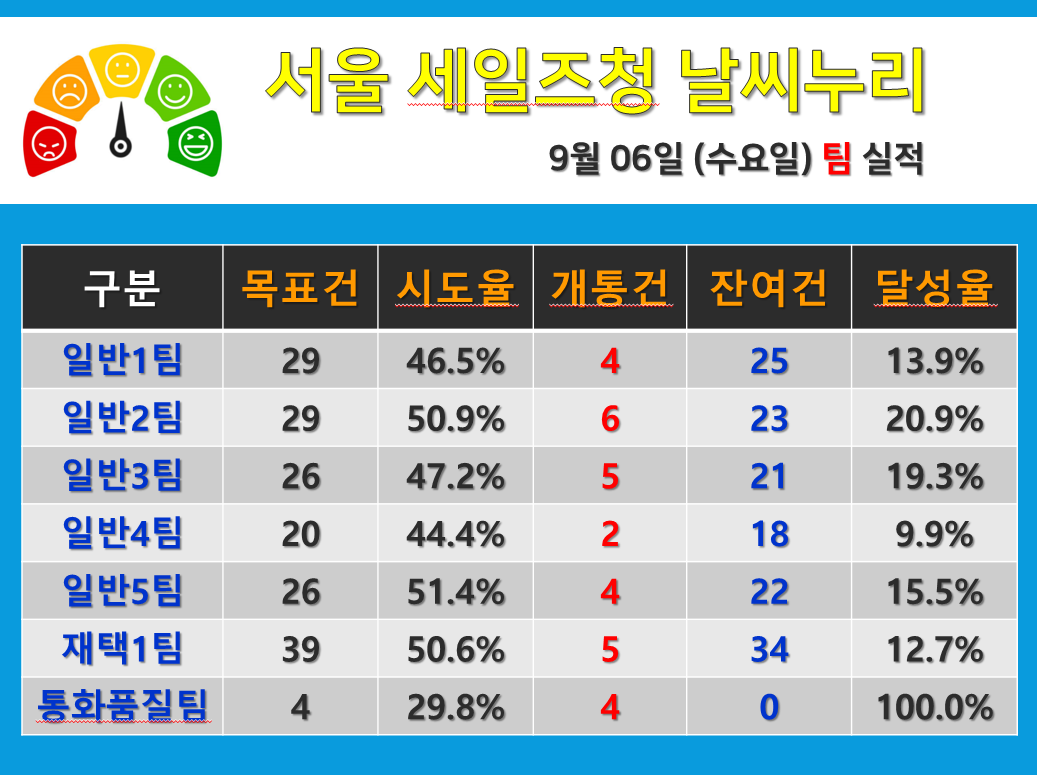 서울 세일즈청 날씨누리
9월 06일 (수요일) 팀 실적
구분 목표건 시도율 개통건 잔여건 달성율
일반1팀 29 46.5% 4 25 13.9%
일반2팀 29 50.9% 6 23 20.9%
일반3팀 26 47.2% 5 21 19.3%
일반4팀 20 44.4% 2 18 9.9%
일반5팀 26 51.4% 4 22 15.5%
재택1팀 39 50.6% 5 34 12.7%
통화품질팀 4 29.8% 4 0 100.0%